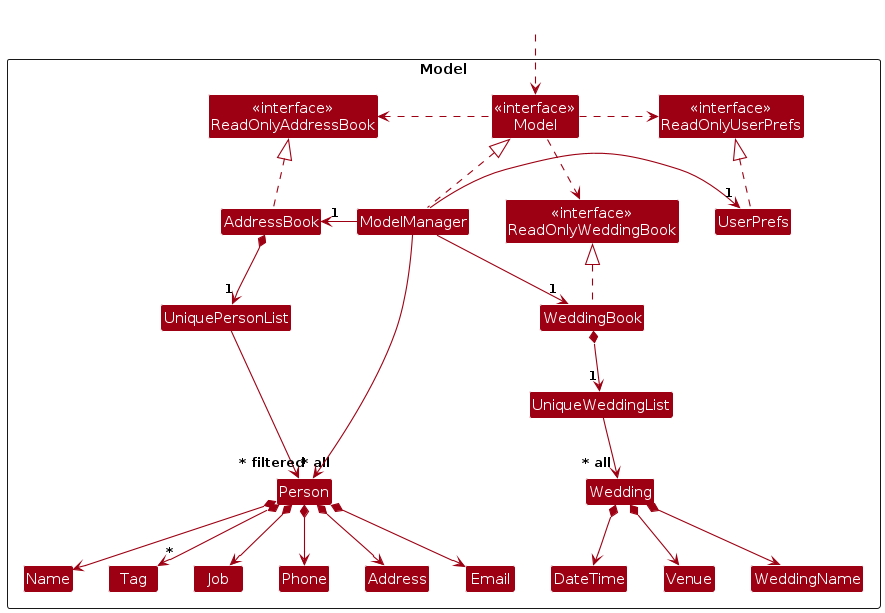 Model
«interface»
ReadOnlyAddressBook
«interface»
Model
«interface»
ReadOnlyUserPrefs
1
AddressBook
1
ModelManager
«interface»
ReadOnlyWeddingBook
UserPrefs
1
1
UniquePersonList
WeddingBook
1
UniqueWeddingList
* filtered
* all
* all
Person
Wedding
*
Name
Tag
Job
Phone
Address
Email
DateTime
Venue
WeddingName